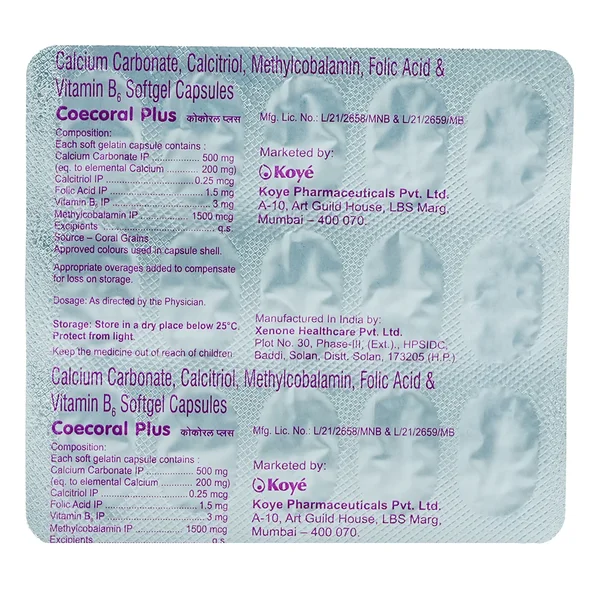 Calcium Carbonate, Calcitriol, Methylcobalamin, Folic Acid &
Vitamin B6 Softgel Capsules
Coecoral Plus कोकोरल प्लस
Composition:
Each soft gelatin capsule contains :
Calcium Carbonate IP ............ 500 mg
(eq. to elemental Calcium ........ 200 mg)
Calcitriol IP ........................ 0.25 mcg
Folic Acid IP ........................ 1.5 mg
Vitamin B6 IP ........................ 3 mg
Methylcobalamin IP ............ 1500 mcg
Excipients ........................ q.s.
Source – Coral Grains
Approved colours used in capsule shell.
Appropriate overages added to compensate
for loss on storage.
Dosage: As directed by the Physician.
Storage: Store in a dry place below 25°C.
Protect from light.
Keep the medicine out of reach of children
Mfg. Lic. No.: L/21/2658/MNB & L/21/2659/MB
Marketed by:
Koyé
Koye Pharmaceuticals Pvt. Ltd.
A-10, Art Guild House, LBS Marg,
Mumbai – 400 070.
Manufactured in India by:
Xenone Healthcare Pvt. Ltd.
Plot No. 30, Phase-III, (Ext.), HPSIDC,
Baddi, Solan, Distt. Solan, 173205 (H.P.)
Calcium Carbonate, Calcitriol, Methylcobalamin, Folic Acid &
Vitamin B6 Softgel Capsules
Coecoral Plus कोकोरल प्लस
Composition:
Each soft gelatin capsule contains :
Calcium Carbonate IP ............ 500 mg
(eq. to elemental Calcium ........ 200 mg)
Calcitriol IP ........................ 0.25 mcg
Folic Acid IP ........................ 1.5 mg
Vitamin B6 IP ........................ 3 mg
Methylcobalamin IP ............ 1500 mcg
Excipients ........................ q.s.
Mfg. Lic. No.: L/21/2658/MNB & L/21/2659/MB
Marketed by:
Koyé
Koye Pharmaceuticals Pvt. Ltd.
A-10, Art Guild House, LBS Marg,
Mumbai – 400 070.